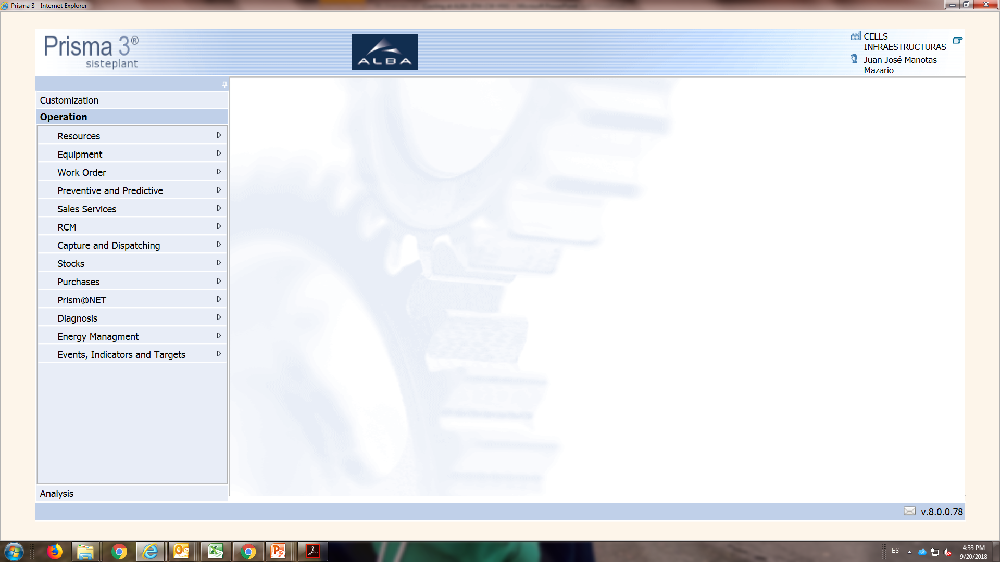 Prisma 3 - Internet Explorer
Prisma 3®
sisteplant
ALBA
CELLS
INFRAESTRUCTURAS
Juan José Manotas
Mazario
Customization
Operation
Resources
Equipment
Work Order
Preventive and Predictive
Sales Services
RCM
Capture and Dispatching
Stocks
Purchases
Prism@NET
Diagnosis
Energy Managment
Events, Indicators and Targets
Analysis
v.8.0.0.78
ES
4:33 PM
9/20/2018